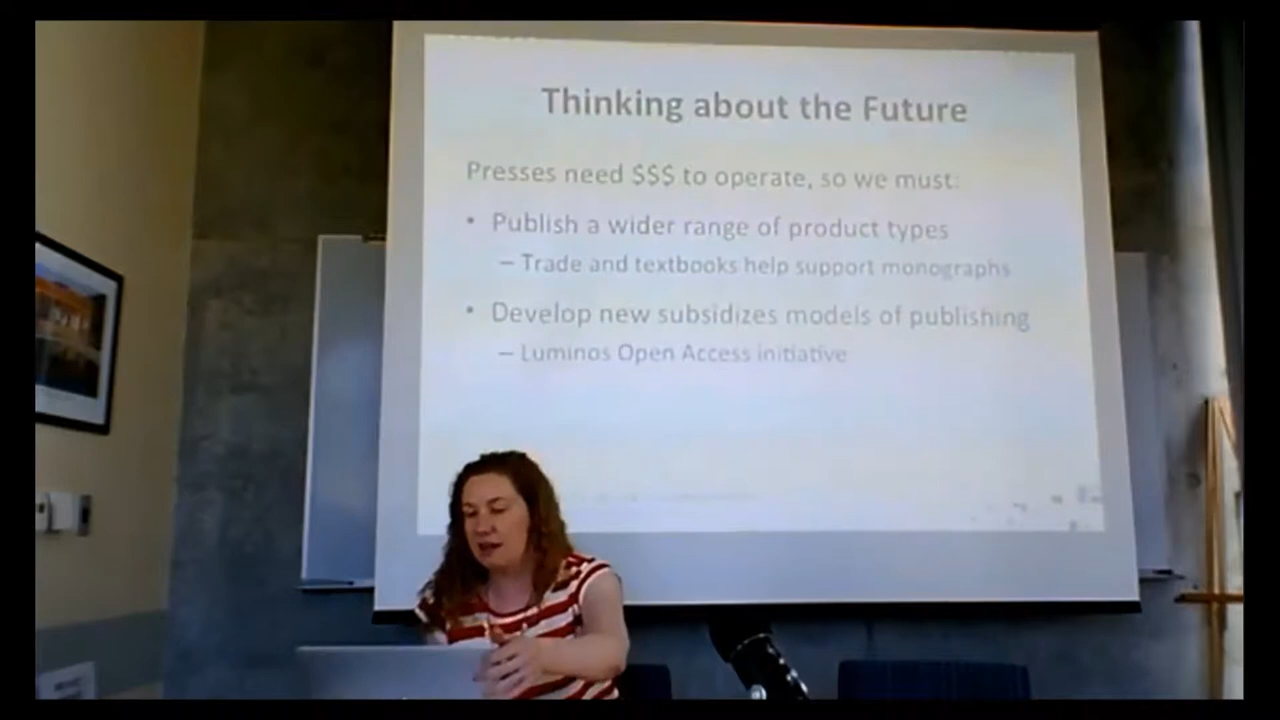 Thinking about the Future
Presses need $$$ to operate, so we must:
• Publish a wider range of product types
– Trade and textbooks help support monographs
• Develop new subsidizes models of publishing
– Luminos Open Access initiative